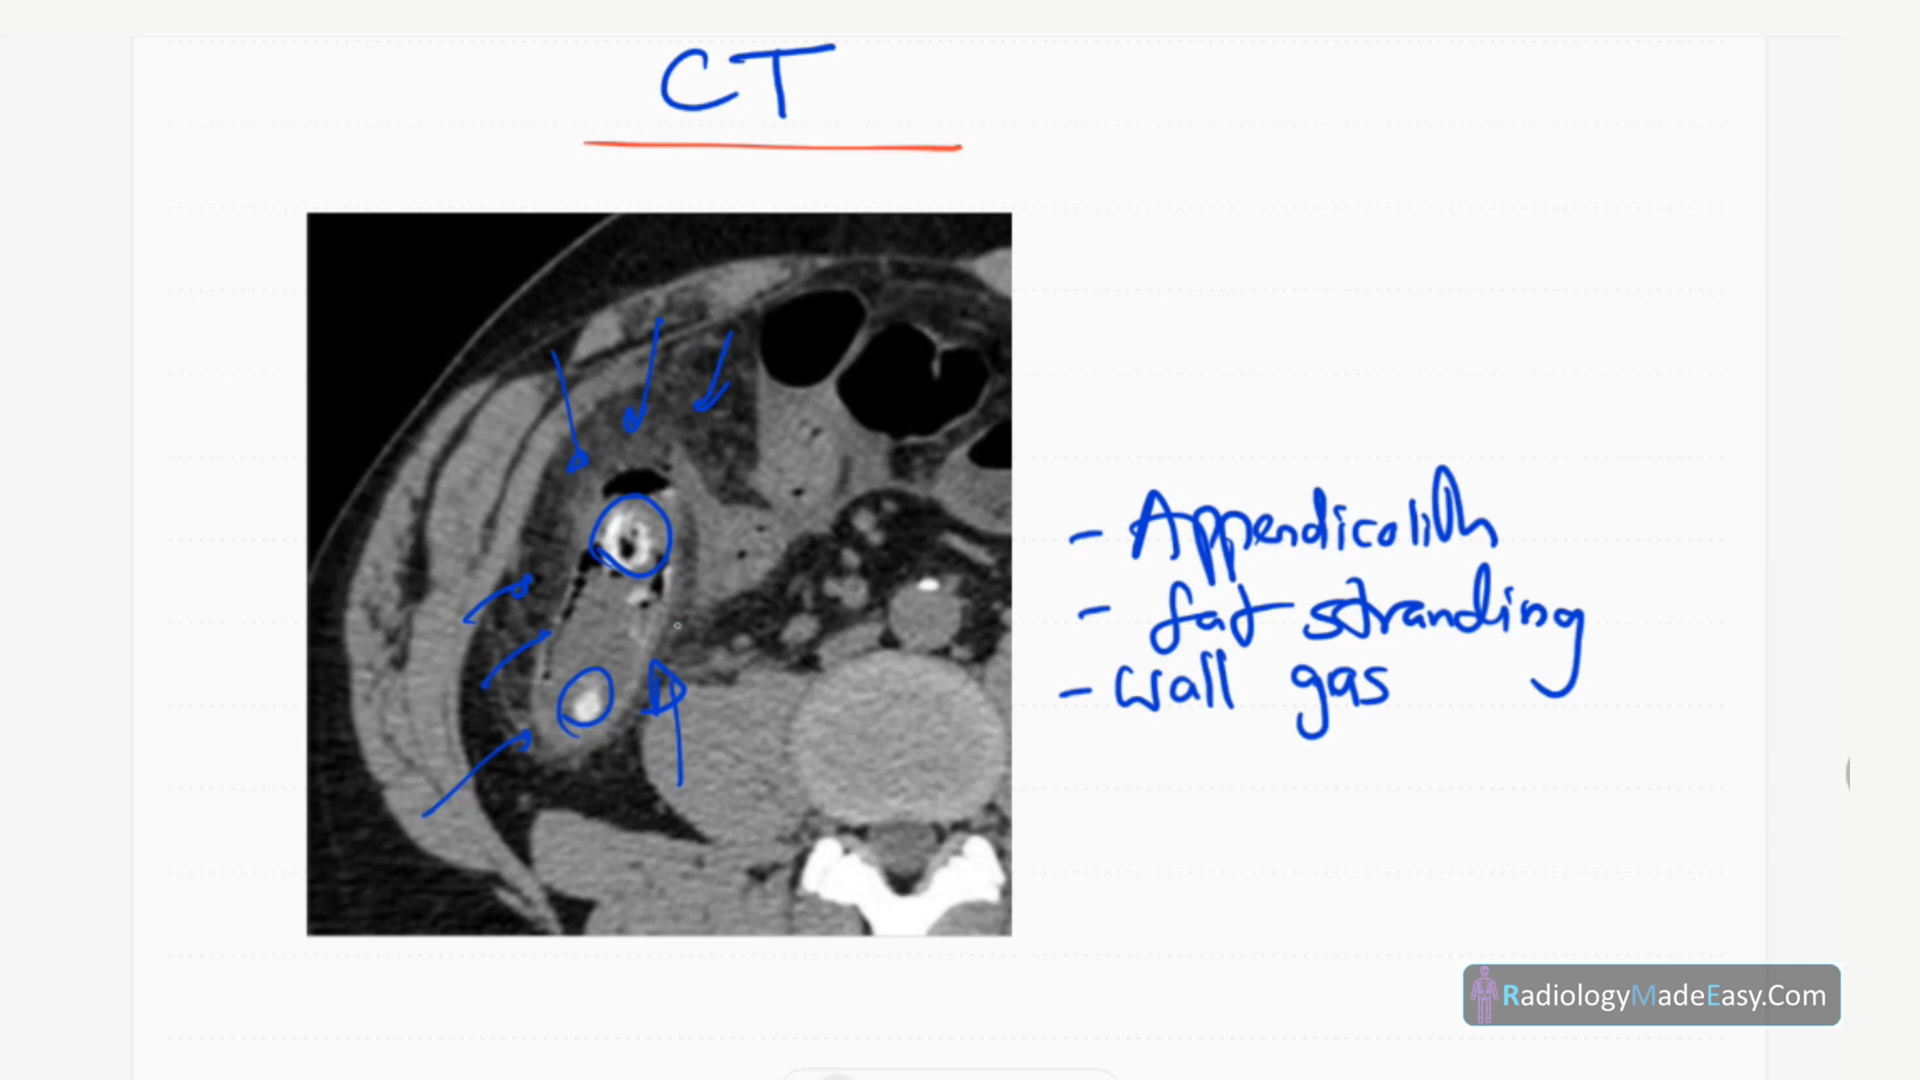 CT
- Appendicolith
- fat stranding
- wall gas
RadiologyMadeEasy.Com